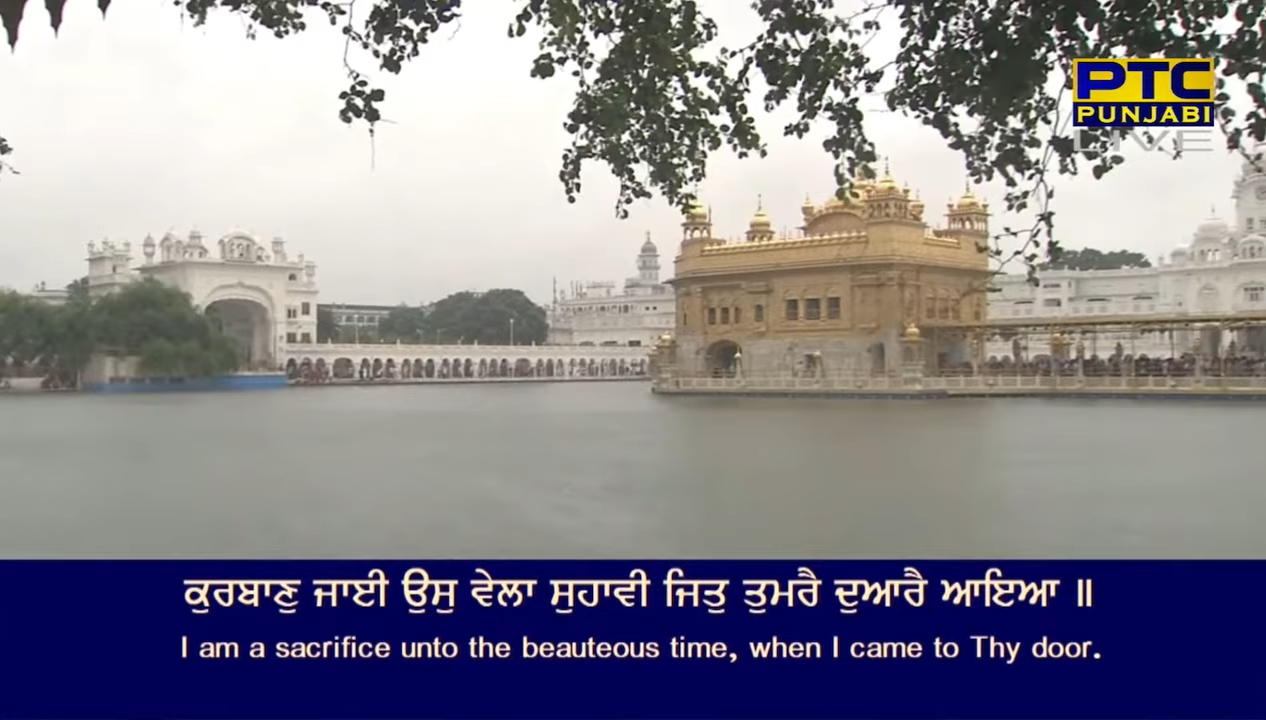 PTC
PUNJABI
LIVE
ਕੁਰਬਾਣੁ ਜਾਈ ਉਸੁ ਵੇਲਾ ਸੁਹਾਵੀ ਜਿਤੁ ਤੁਮਰੈ ਦੁਆਰੈ ਆਇਆ ॥
I am a sacrifice unto the beauteous time, when I came to Thy door.